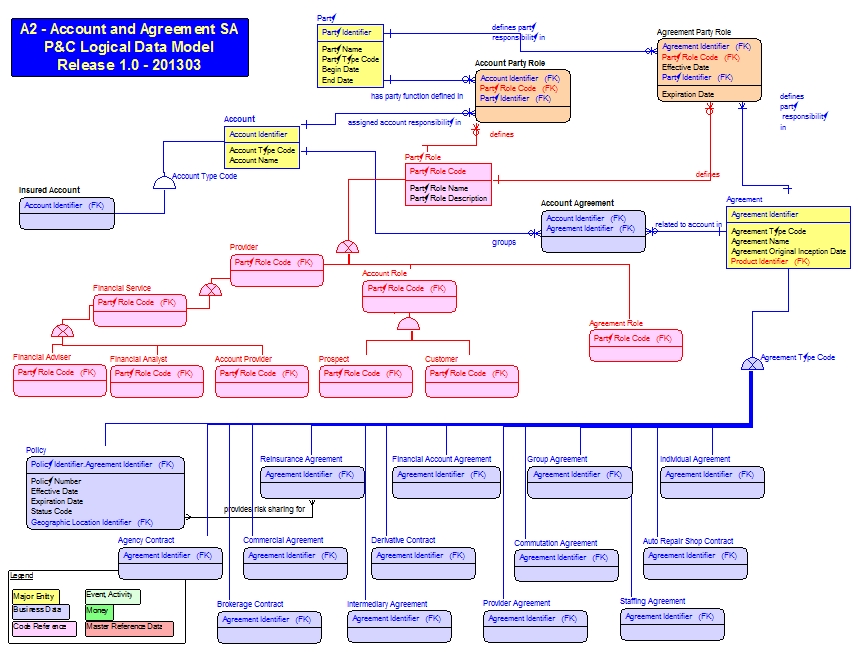 A2 - Account and Agreement SA
P&C Logical Data Model
Release 1.0 - 201303
Party
Party Identifier
Party Name
Party Type Code
Begin Date
End Date
defines party
responsibility in
Agreement Party Role
Agreement Identifier (FK)
Party Role Code (FK)
Effective Date
Party Identifier (FK)
Expiration Date
Account Party Role
Account Identifier (FK)
Party Role Code (FK)
Party Identifier (FK)
has party function defined in
assigned account responsibility in
defines
defines
party
responsibility
in
Account
Account Identifier
Account Type Code
Account Name
Account Type Code
Party Role
Party Role Code
Party Role Name
Party Role Description
defines
Insured Account
Account Identifier (FK)
Account Agreement
Account Identifier (FK)
Agreement Identifier (FK)
groups
related to account in
Agreement
Agreement Identifier
Agreement Type Code
Agreement Name
Agreement Original Inception Date
Product Identifier (FK)
Provider
Party Role Code (FK)
Account Role
Party Role Code (FK)
Financial Service
Party Role Code (FK)
Agreement Role
Party Role Code (FK)
Financial Adviser
Party Role Code (FK)
Financial Analyst
Party Role Code (FK)
Account Provider
Party Role Code (FK)
Prospect
Party Role Code (FK)
Customer
Party Role Code (FK)
Agreement Type Code
Policy
Policy Identifier.Agreement Identifier (FK)
Policy Number
Effective Date
Expiration Date
Status Code
Geographic Location Identifier (FK)
Reinsurance Agreement
Agreement Identifier (FK)
Financial Account Agreement
Agreement Identifier (FK)
Group Agreement
Agreement Identifier (FK)
Individual Agreement
Agreement Identifier (FK)
provides risk sharing for
Agency Contract
Agreement Identifier (FK)
Commercial Agreement
Agreement Identifier (FK)
Derivative Contract
Agreement Identifier (FK)
Commutation Agreement
Agreement Identifier (FK)
Auto Repair Shop Contract
Agreement Identifier (FK)
Brokerage Contract
Agreement Identifier (FK)
Intermediary Agreement
Agreement Identifier (FK)
Provider Agreement
Agreement Identifier (FK)
Staffing Agreement
Agreement Identifier (FK)
Legend
Major Entity
Event, Activity
Business Data
Money
Code Reference
Master Reference Data